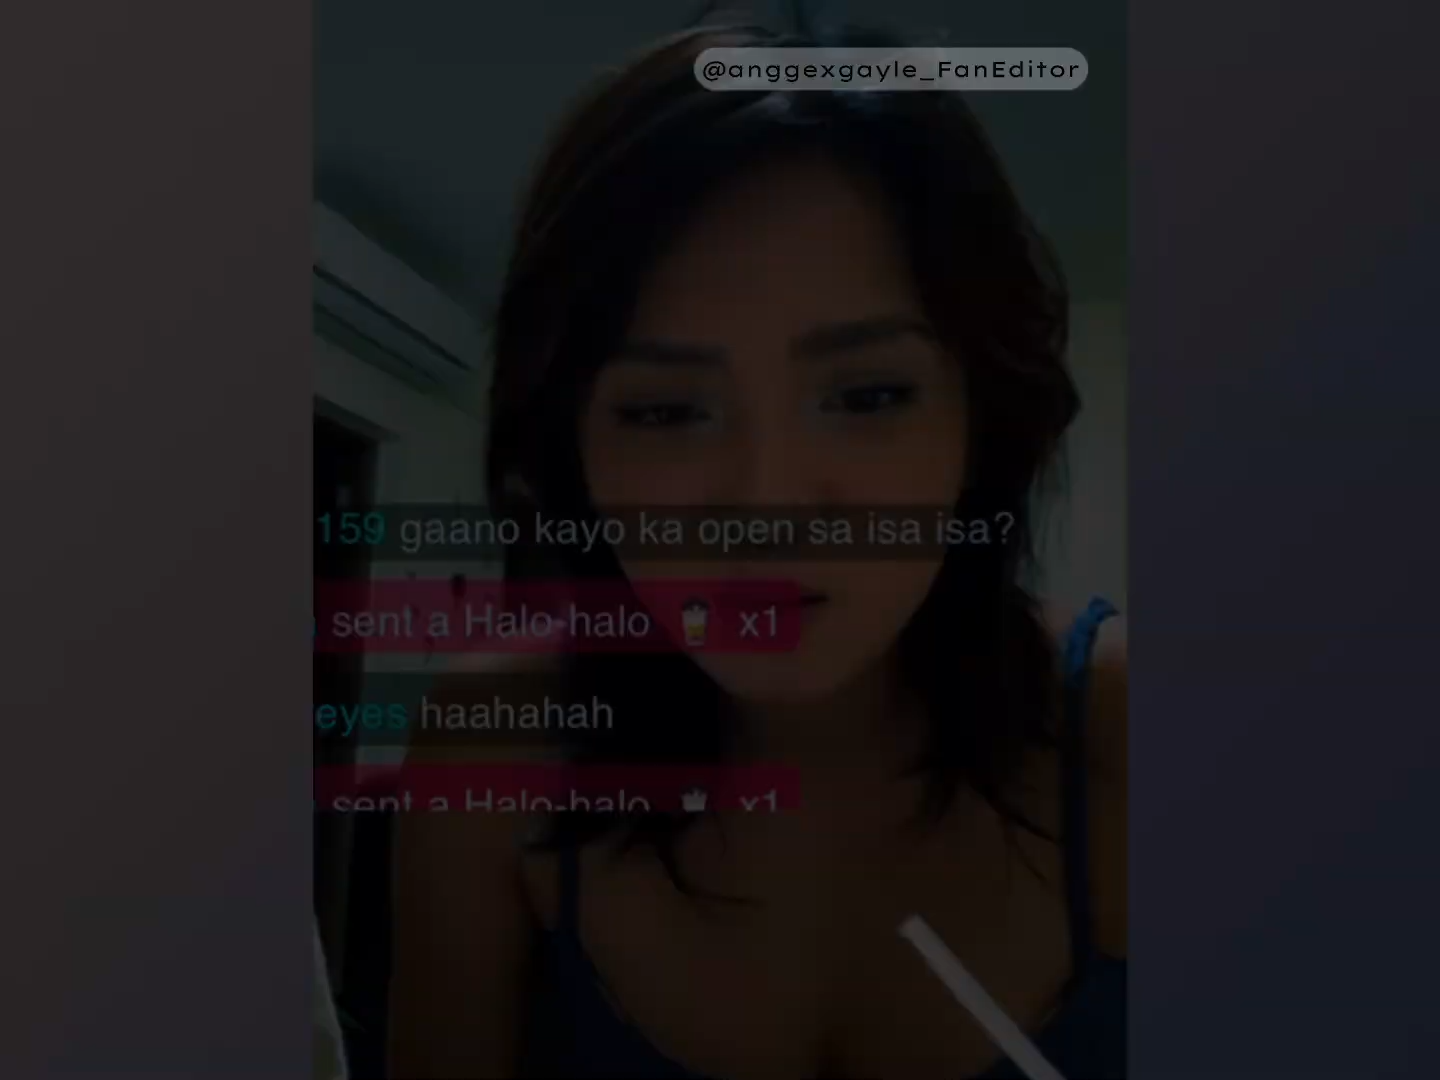 @anggexgayle_FanEditor
159 gaano kayo ka open sa isa isa?
sent a Halo-halo x1
eyes haahahah
sent a Halo-halo x1